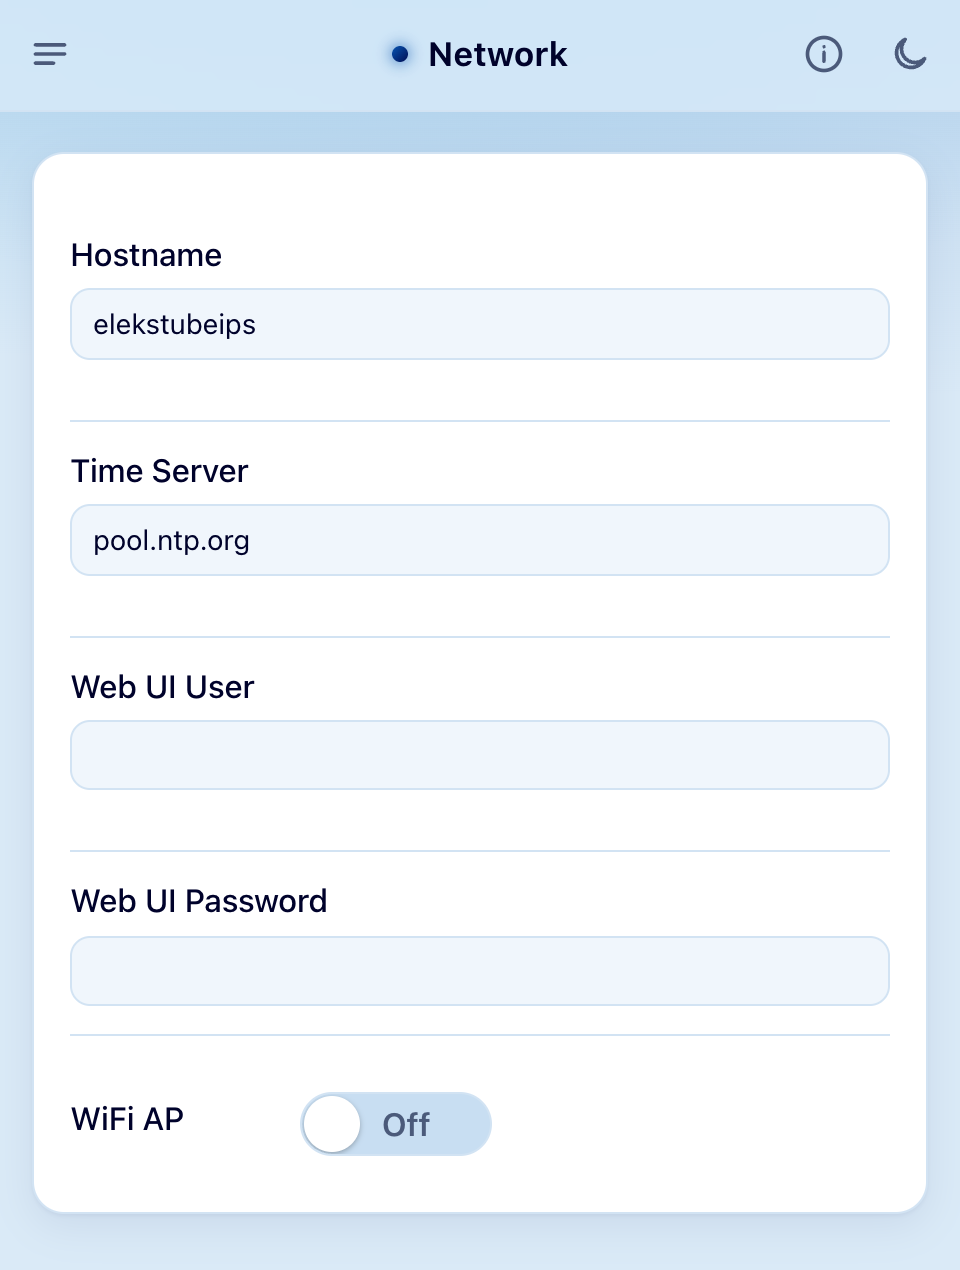 Network
Hostname
elekstubeips
Time Server
pool.ntp.org
Web UI User
Web UI Password
WiFi AP
Off